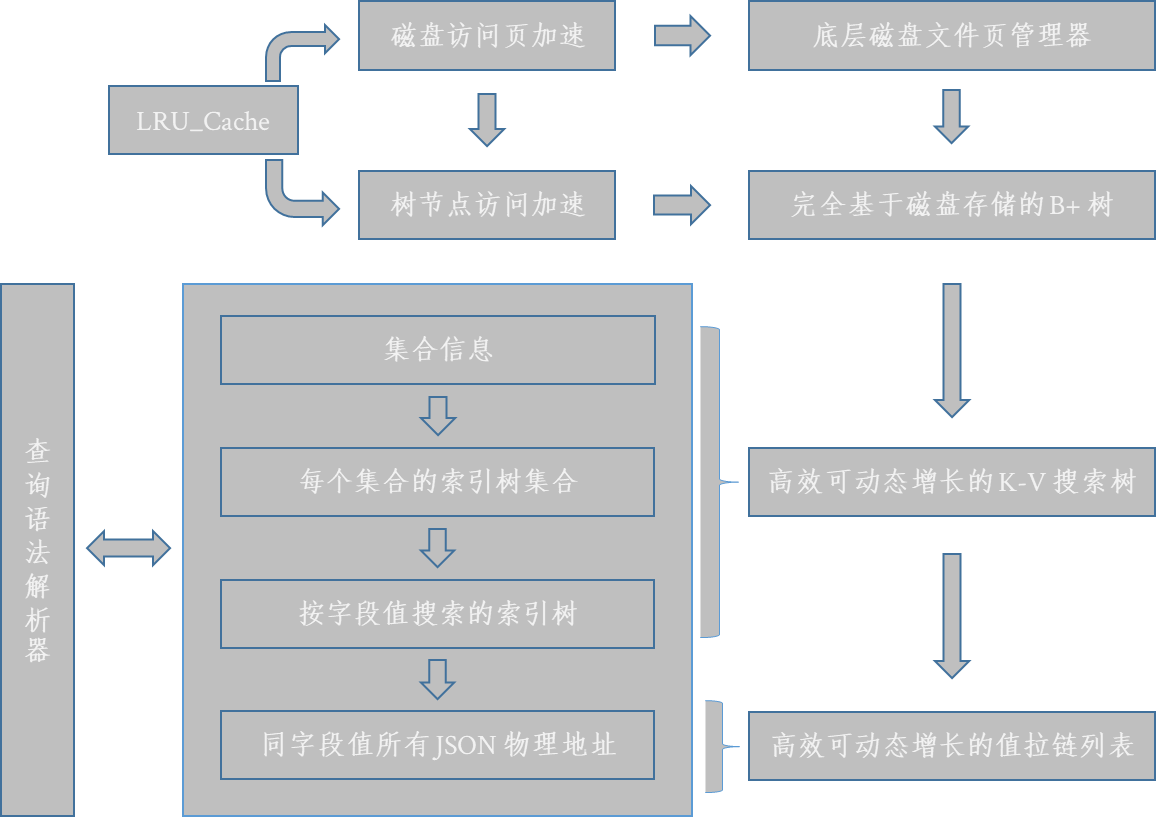 磁盘访问页加速
底层磁盘文件页管理器
LRU_Cache
树节点访问加速
完全基于磁盘存储的B+树
查询语法解析器
集合信息
每个集合的索引树集合
高效可动态增长的K-V搜索树
按字段值搜索的索引树
同字段值所有JSON物理地址
高效可动态增长的值拉链列表